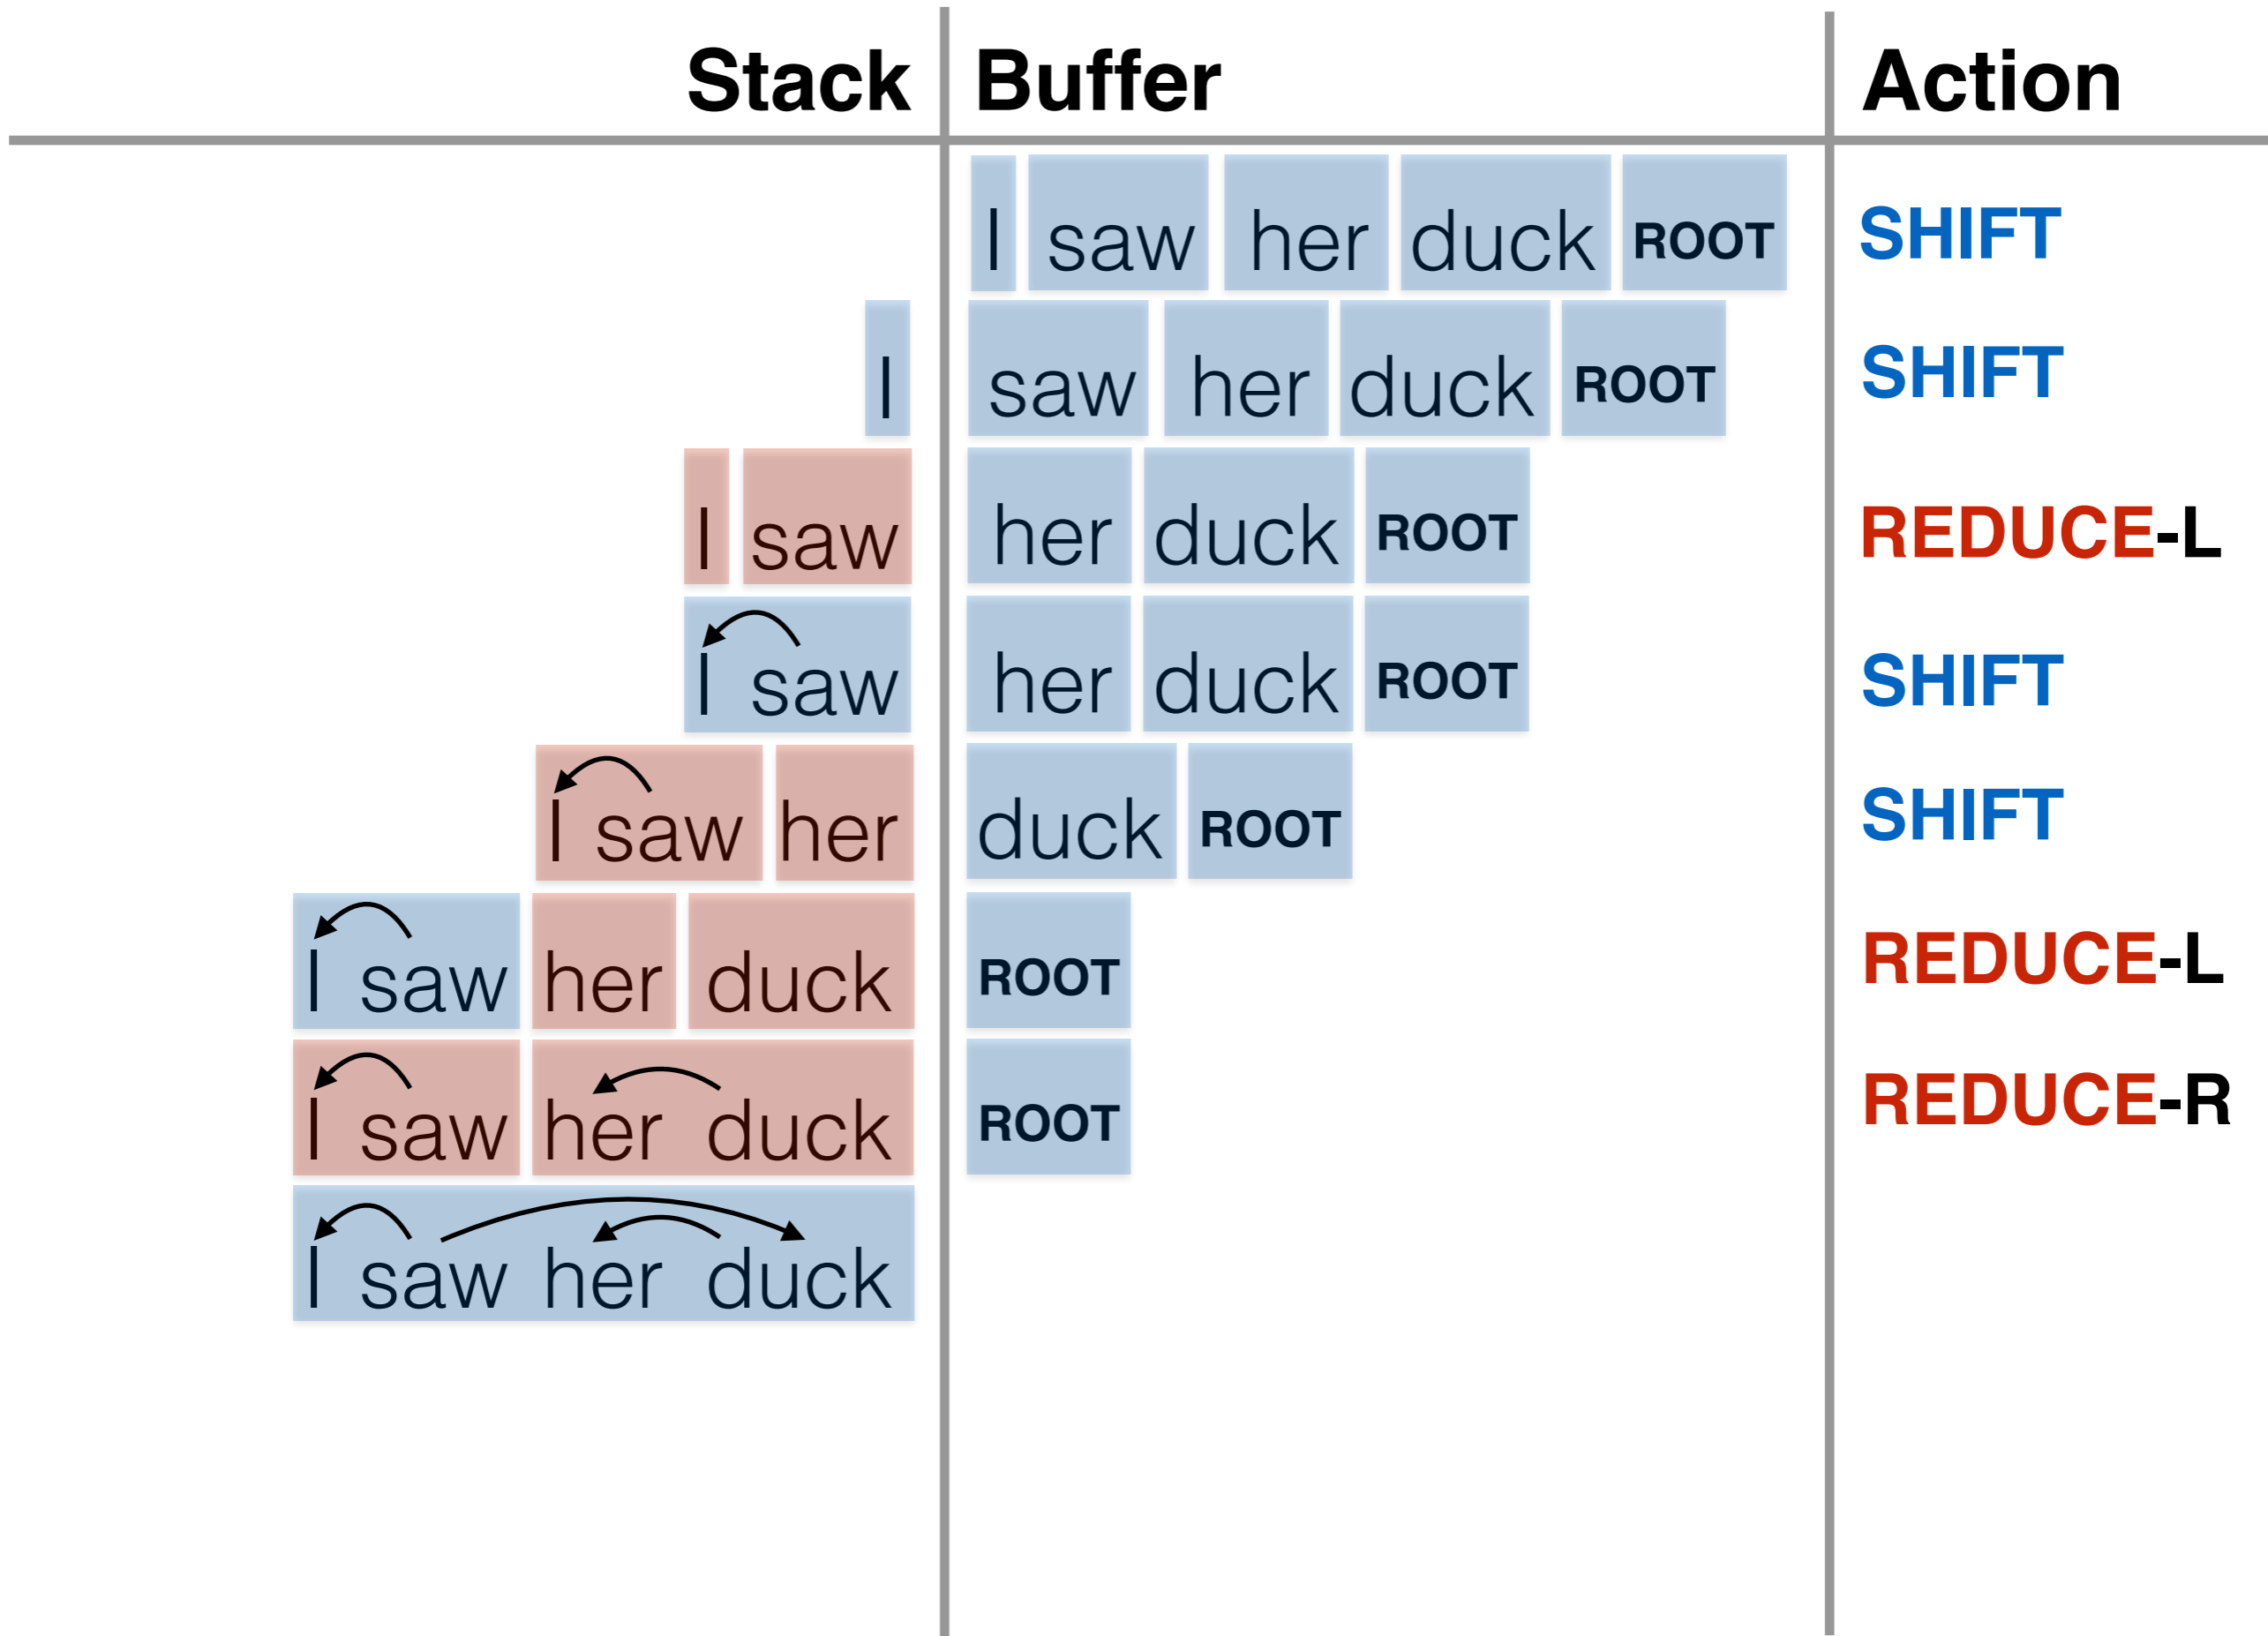 Stack Buffer Action
I saw her duck ROOT SHIFT
I saw her duck ROOT SHIFT
I saw her duck ROOT REDUCE-L
I saw her duck ROOT SHIFT
I saw her duck ROOT SHIFT
I saw her duck ROOT REDUCE-L
I saw her duck ROOT REDUCE-R
I saw her duck